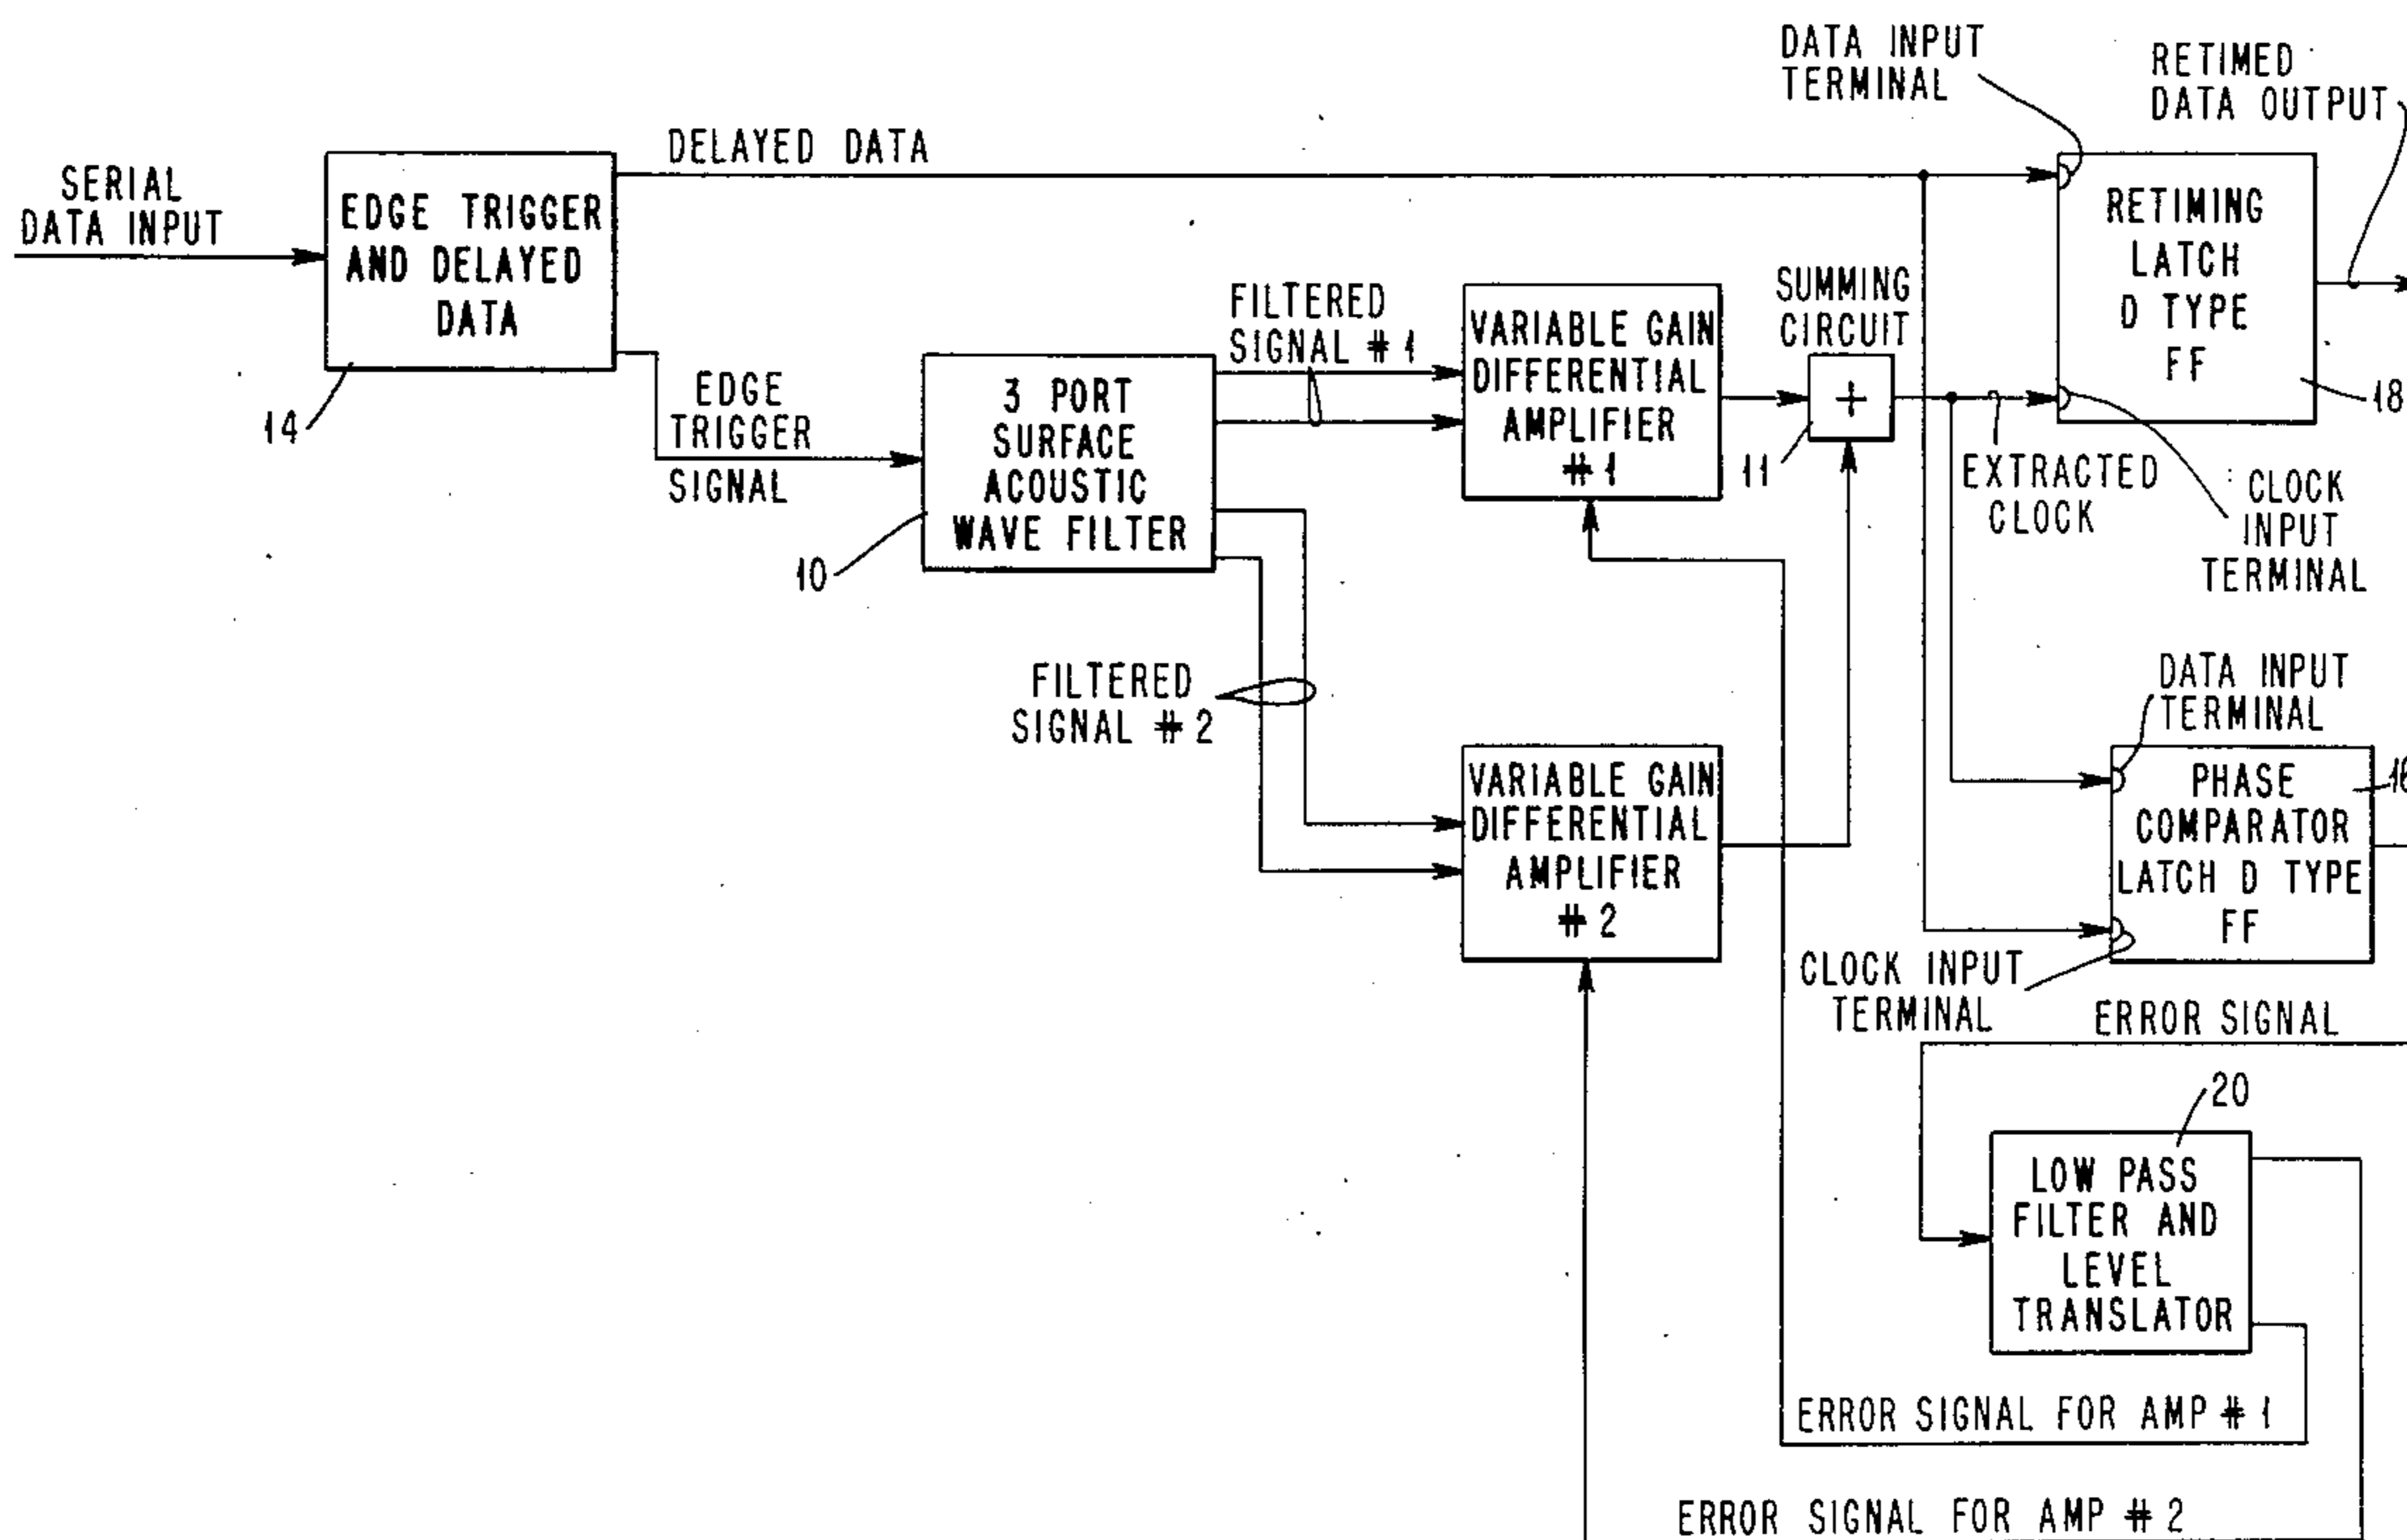 DATA INPUT
TERMINAL
RETIMED
DATA OUTPUT
SERIAL
DATA INPUT
EDGE TRIGGER
AND DELAYED
DATA
14
DELAYED DATA
EDGE
TRIGGER
SIGNAL
3 PORT
SURFACE
ACOUSTIC
WAVE FILTER
10
FILTERED
SIGNAL # 1
VARIABLE GAIN
DIFFERENTIAL
AMPLIFIER
# 1
SUMMING
CIRCUIT
+
11
RETIMING
LATCH
D TYPE
FF
18
EXTRACTED
CLOCK
CLOCK
INPUT
TERMINAL
FILTERED
SIGNAL # 2
VARIABLE GAIN
DIFFERENTIAL
AMPLIFIER
# 2
DATA INPUT
TERMINAL
PHASE
COMPARATOR
LATCH D TYPE
FF
16
CLOCK INPUT
TERMINAL
ERROR SIGNAL
20
LOW PASS
FILTER AND
LEVEL
TRANSLATOR
ERROR SIGNAL FOR AMP # 1
ERROR SIGNAL FOR AMP # 2